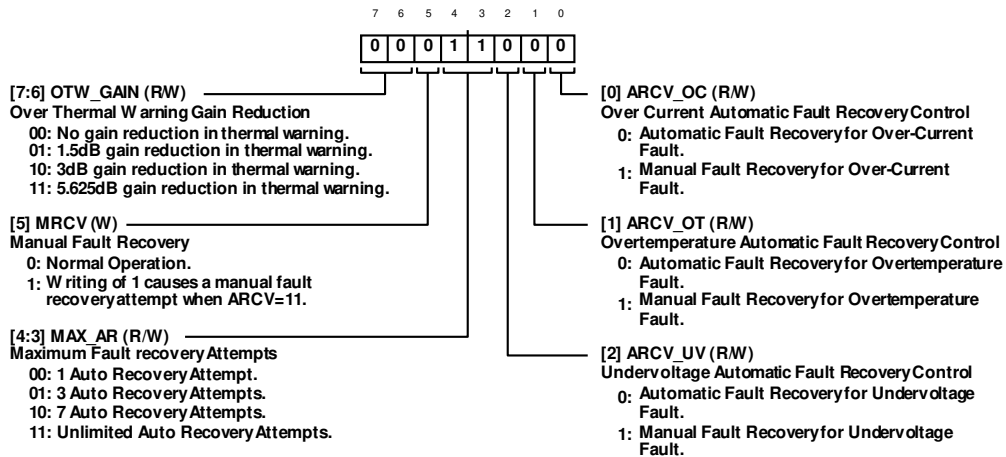 7 6 5 4 3 2 1 0
0 0 0 1 1 0 0 0
[7:6] OTW_GAIN (R/W)
Over Thermal Warning Gain Reduction
00: No gain reduction in thermal warning.
01: 1.5dB gain reduction in thermal warning.
10: 3dB gain reduction in thermal warning.
11: 5.625dB gain reduction in thermal warning.
[5] MRCV (W)
Manual Fault Recovery
0: Normal Operation.
1: Writing of 1 causes a manual fault
recovery attempt when ARCV=11.
[4:3] MAX_AR (R/W)
Maximum Fault recovery Attempts
00: 1 Auto Recovery Attempt.
01: 3 Auto Recovery Attempts.
10: 7 Auto Recovery Attempts.
11: Unlimited Auto Recovery Attempts.
[0] ARCV_OC (R/W)
Over Current Automatic Fault Recovery Control
0: Automatic Fault Recovery for Over-Current
Fault.
1: Manual Fault Recovery for Over-Current
Fault.
[1] ARCV_OT (R/W)
Overtemperature Automatic Fault Recovery Control
0: Automatic Fault Recovery for Overtemperature
Fault.
1: Manual Fault Recovery for Overtemperature
Fault.
[2] ARCV_UV (R/W)
Undervoltage Automatic Fault Recovery Control
0: Automatic Fault Recovery for Undervoltage
Fault.
1: Manual Fault Recovery for Undervoltage
Fault.